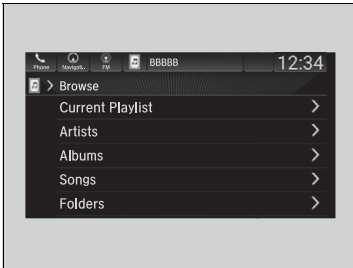 Phone Navigati.. FM BBBBB 12:34
> Browse
Current Playlist >
Artists >
Albums >
Songs >
Folders >